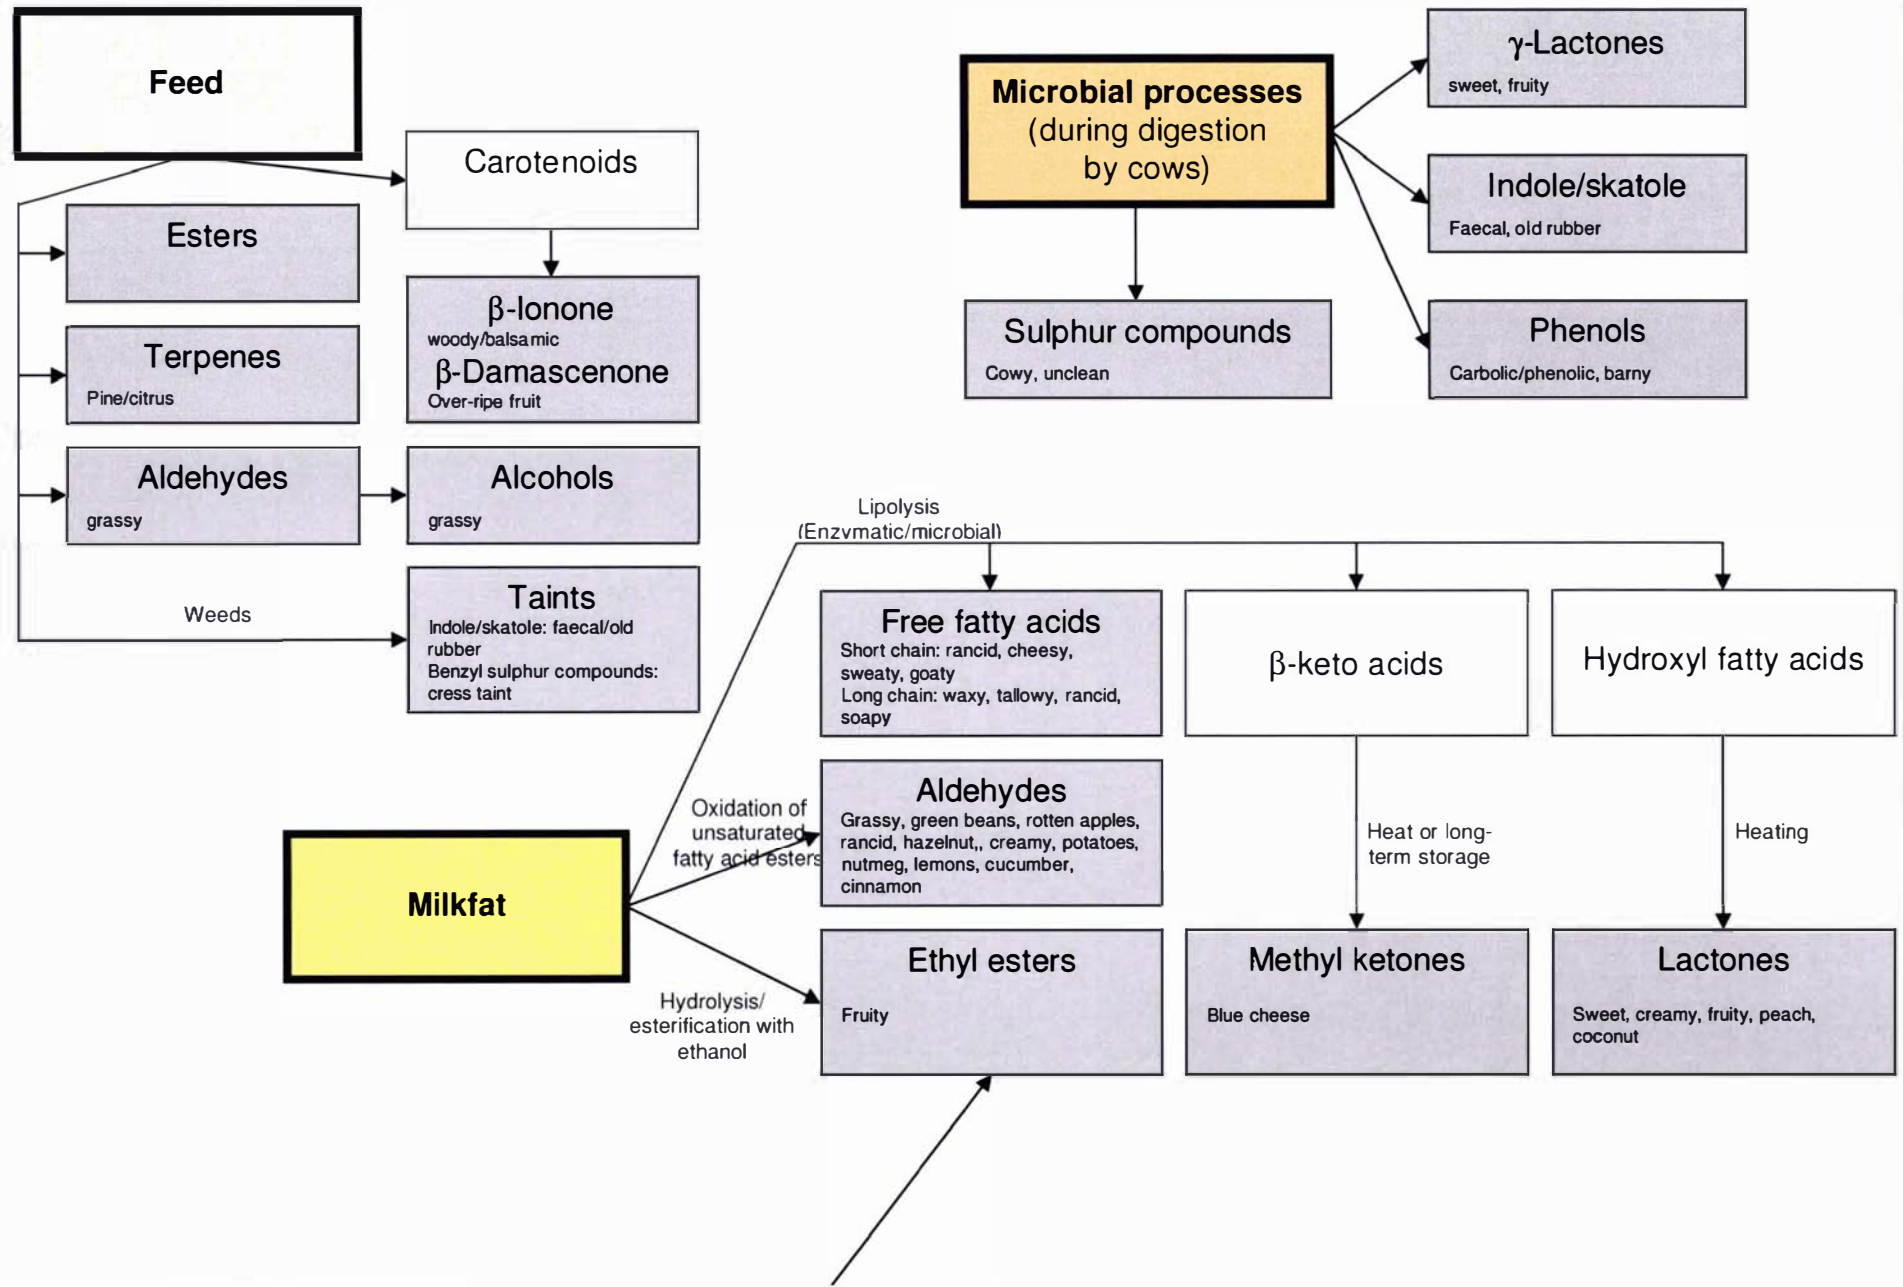 Feed
Carotenoids
Esters
β-Ionone
woody/balsamic
β-Damascenone
Over-ripe fruit
Terpenes
Pine/citrus
Aldehydes
grassy
Alcohols
grassy
Weeds
Taints
Indole/skatole: faecal/old
rubber
Benzyl sulphur compounds:
cress taint
Microbial processes
(during digestion
by cows)
γ-Lactones
sweet, fruity
Indole/skatole
Faecal, old rubber
Sulphur compounds
Cowy, unclean
Phenols
Carbolic/phenolic, barny
Lipolysis
(Enzymatic/microbial)
Free fatty acids
Short chain: rancid, cheesy,
sweaty, goaty
Long chain: waxy, tallowy, rancid,
soapy
β-keto acids
Hydroxyl fatty acids
Milkfat
Oxidation of
unsaturated
fatty acid esters
Aldehydes
Grassy, green beans, rotten apples,
rancid, hazelnut,, creamy, potatoes,
nutmeg, lemons, cucumber,
cinnamon
Heat or long-
term storage
Heating
Hydrolysis/
esterification with
ethanol
Ethyl esters
Fruity
Methyl ketones
Blue cheese
Lactones
Sweet, creamy, fruity, peach,
coconut